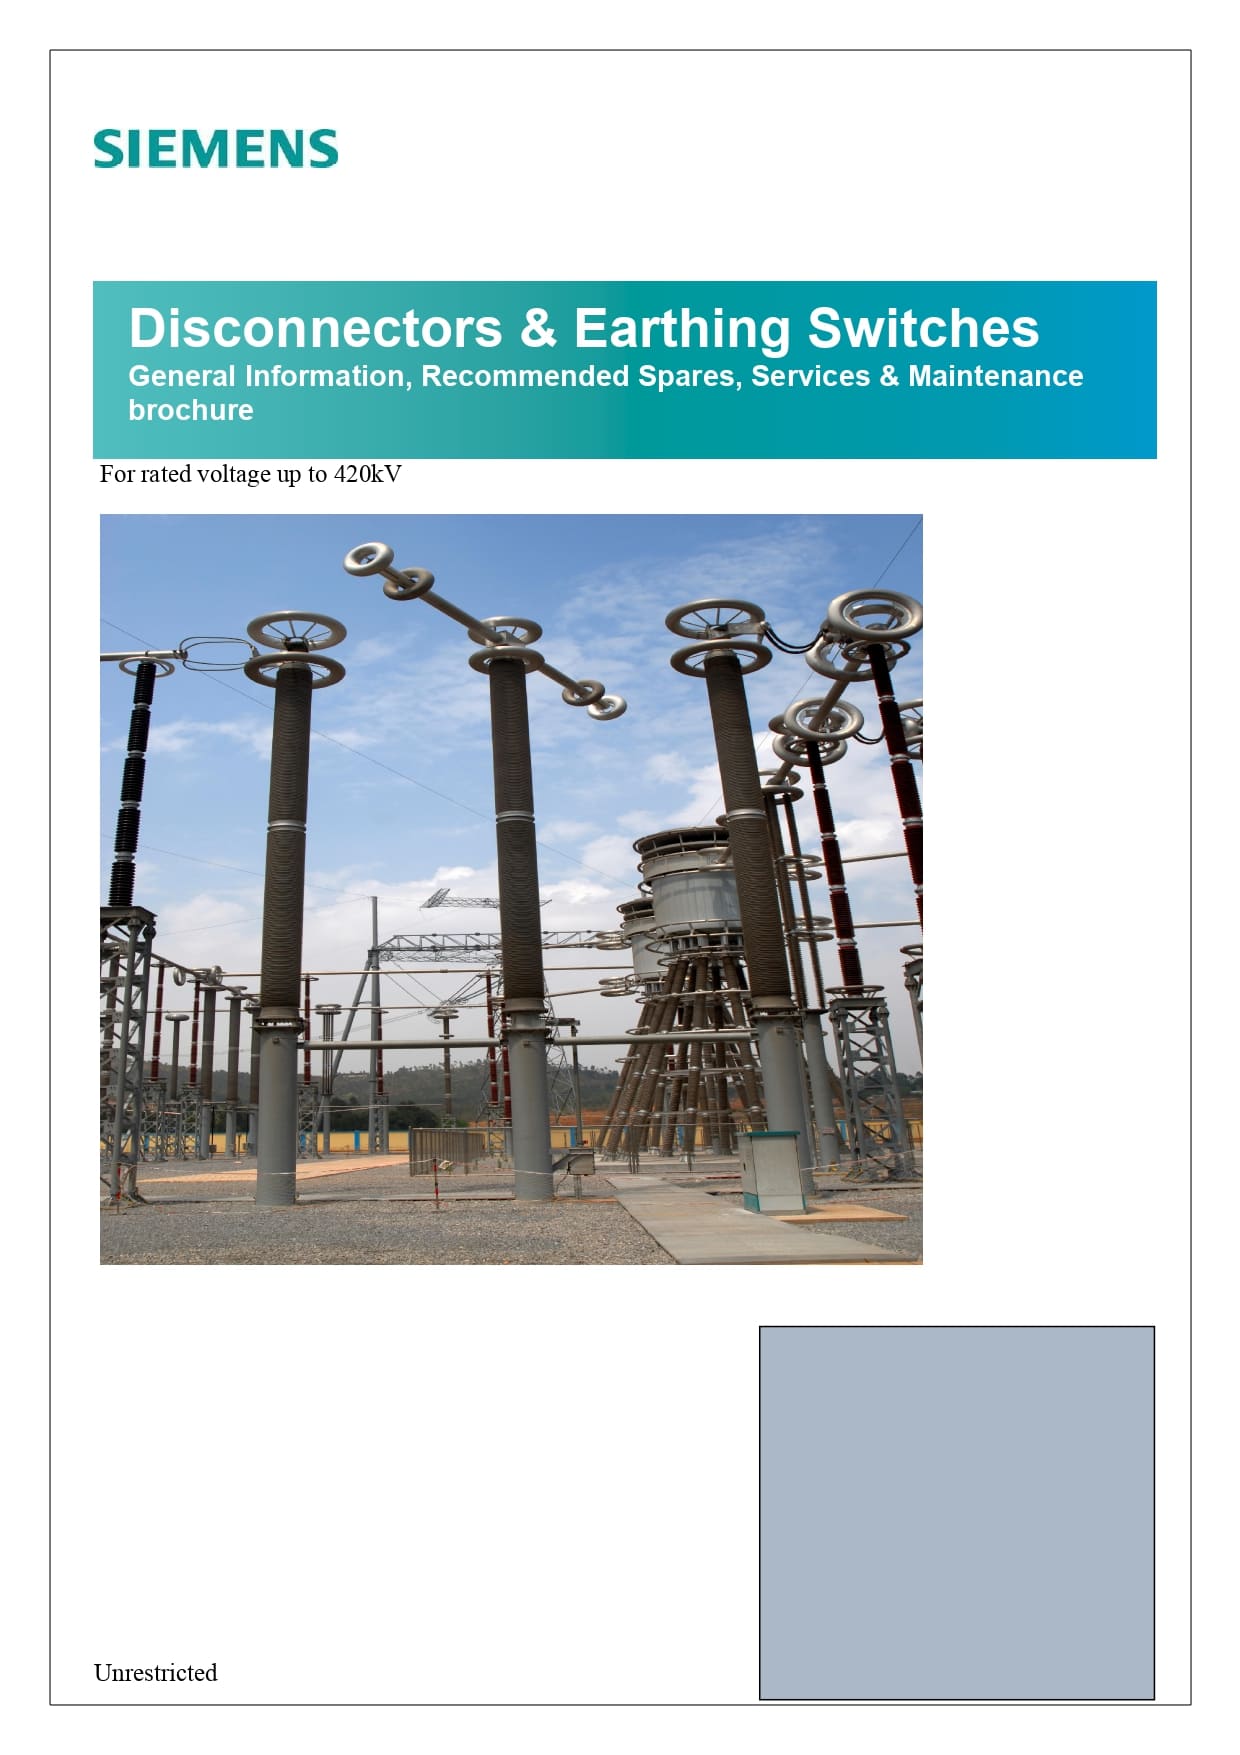 SIEMENS
Disconnectors & Earthing Switches
General Information, Recommended Spares, Services & Maintenance
brochure
For rated voltage up to 420kV
Unrestricted